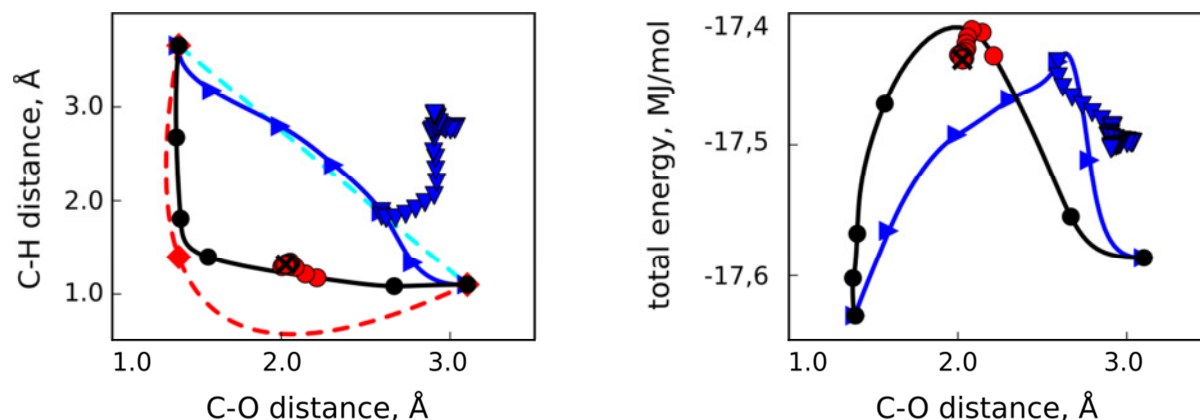 C-H distance, Å
3.0
2.0
1.0
1.0 2.0 3.0
C-O distance, Å
total energy, MJ/mol
-17,4
-17,5
-17,6
1.0 2.0 3.0
C-O distance, Å